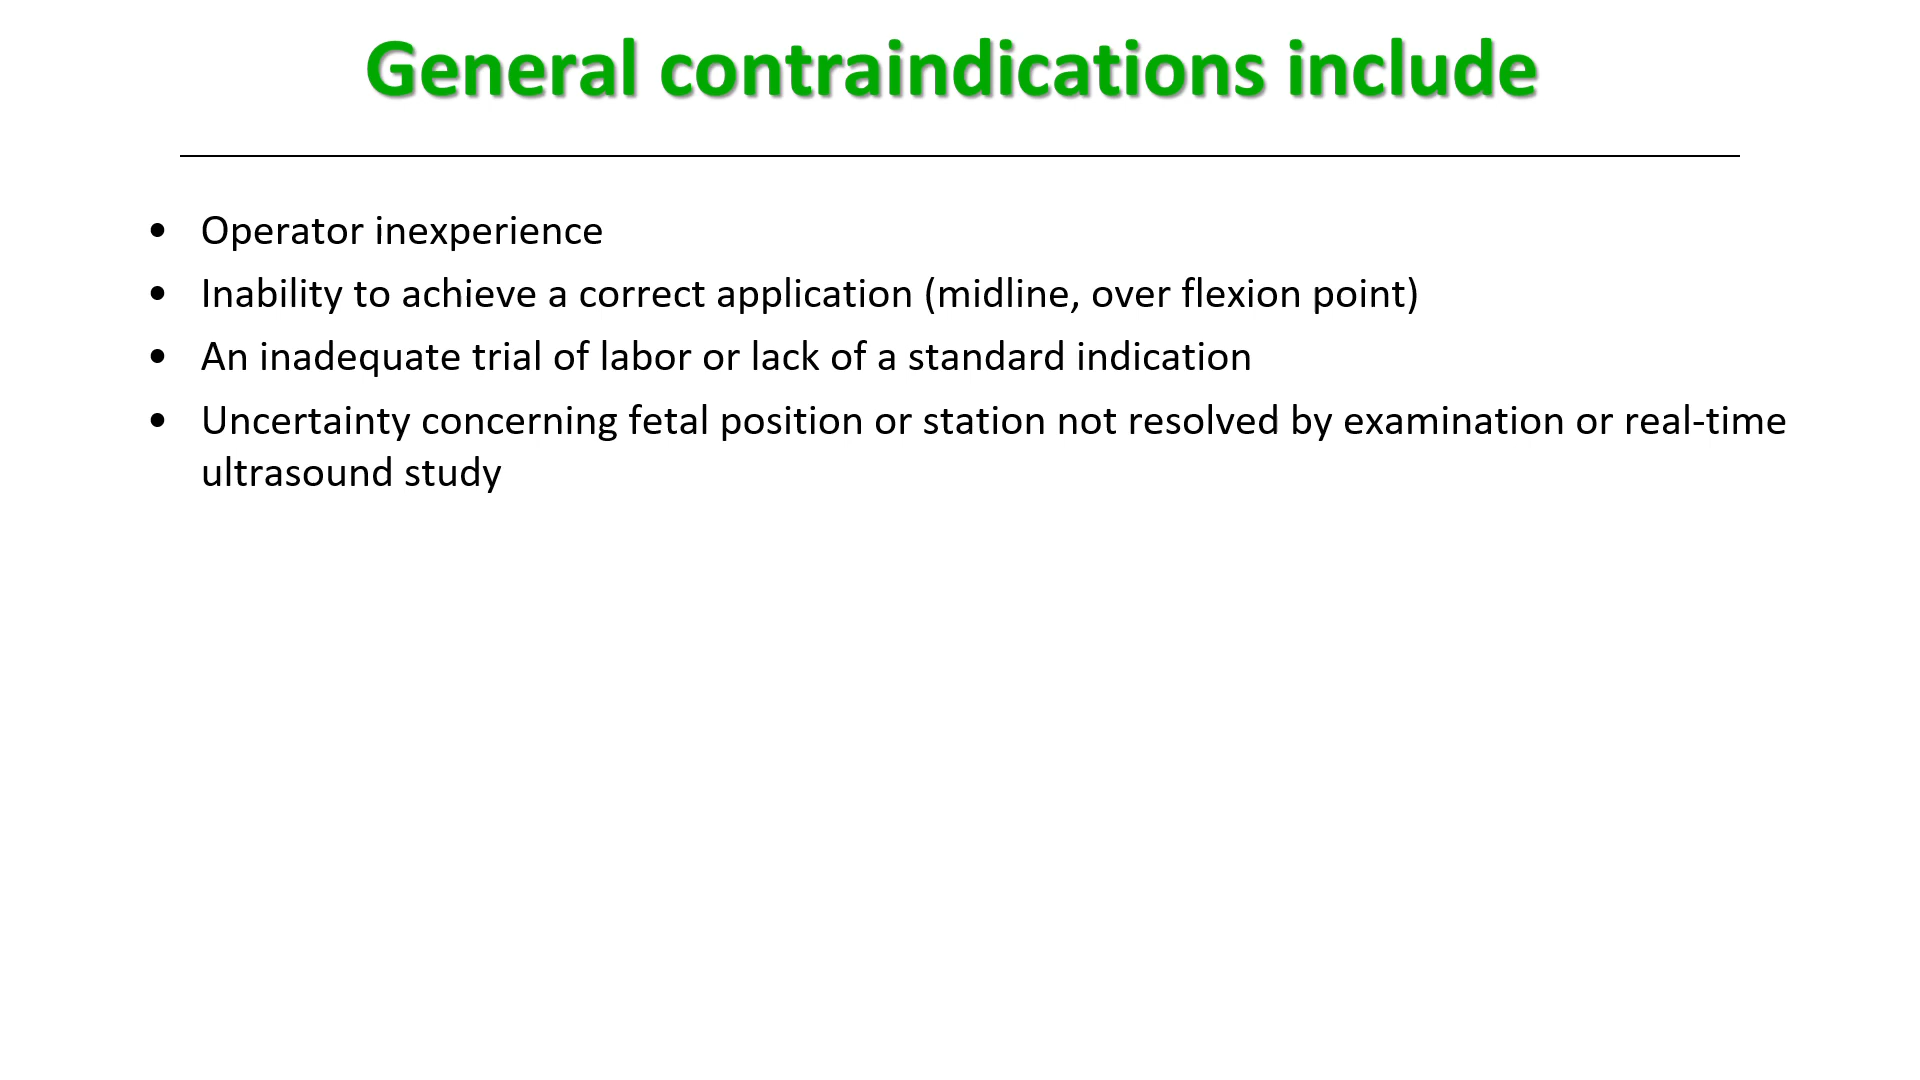 General contraindications include
• Operator inexperience
• Inability to achieve a correct application (midline, over flexion point)
• An inadequate trial of labor or lack of a standard indication
• Uncertainty concerning fetal position or station not resolved by examination or real-time
ultrasound study